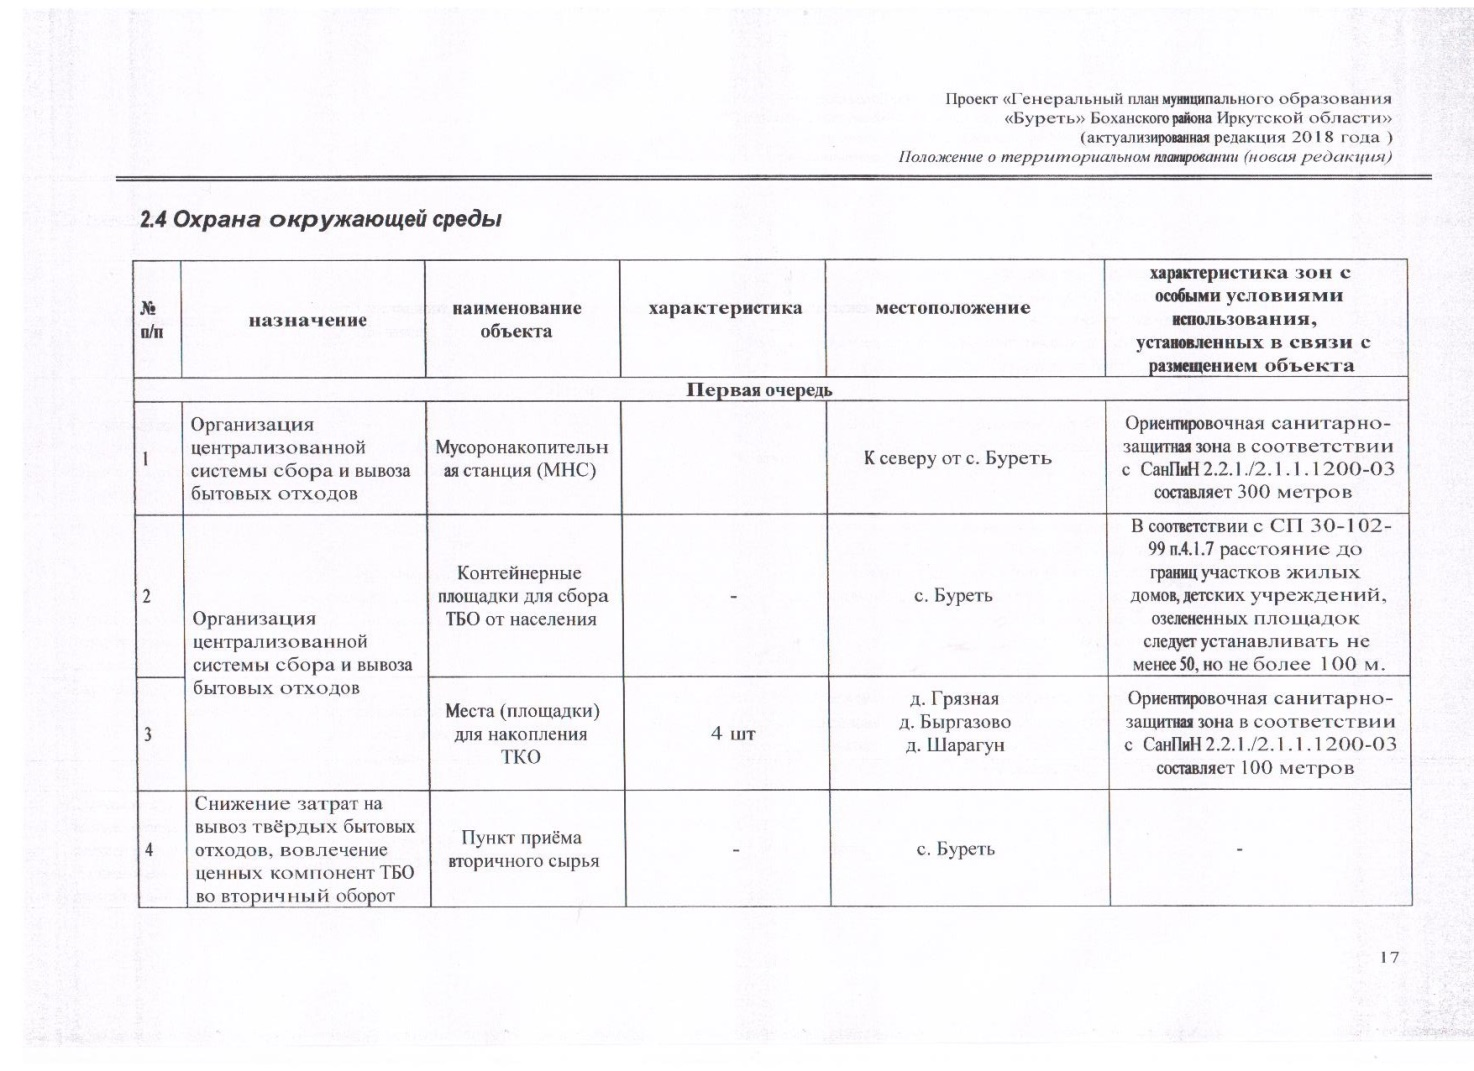 Проект «Генеральный план муниципального образования
«Буреть» Боханского района Иркутской области»
(актуализированная редакция 2018 года )
Положение о территориальном планировании (новая редакция)
2.4 Охрана окружающей среды
№
п/п
назначение
наименование
объекта
характеристика
местоположение
характеристика зон с
особыми условиями
использования,
установленных в связи с
размещением объекта
Первая очередь
1
Организация
централизованной
системы сбора и вывоза
бытовых отходов
Мусоронакопительн
ая станция (МНС)
К северу от с. Буреть
Ориентировочная санитарно-
защитная зона в соответствии
с СанПиН 2.2.1./2.1.1.1200-03
составляет 300 метров
2
Организация
централизованной
системы сбора и вывоза
бытовых отходов
Контейнерные
площадки для сбора
ТБО от населения
-
с. Буреть
В соответствии с СП 30-102-
99 п.4.1.7 расстояние до
границ участков жилых
домов, детских учреждений,
озелененных площадок
следует устанавливать не
менее 50, но не более 100 м.
3
Места (площадки)
для накопления
ТКО
4 шт
д. Грязная
д. Быргазово
д. Шарагун
Ориентировочная санитарно-
защитная зона в соответствии
с СанПиН 2.2.1./2.1.1.1200-03
составляет 100 метров
4
Снижение затрат на
вывоз твёрдых бытовых
отходов, вовлечение
ценных компонент ТБО
во вторичный оборот
Пункт приёма
вторичного сырья
-
с. Буреть
-
17